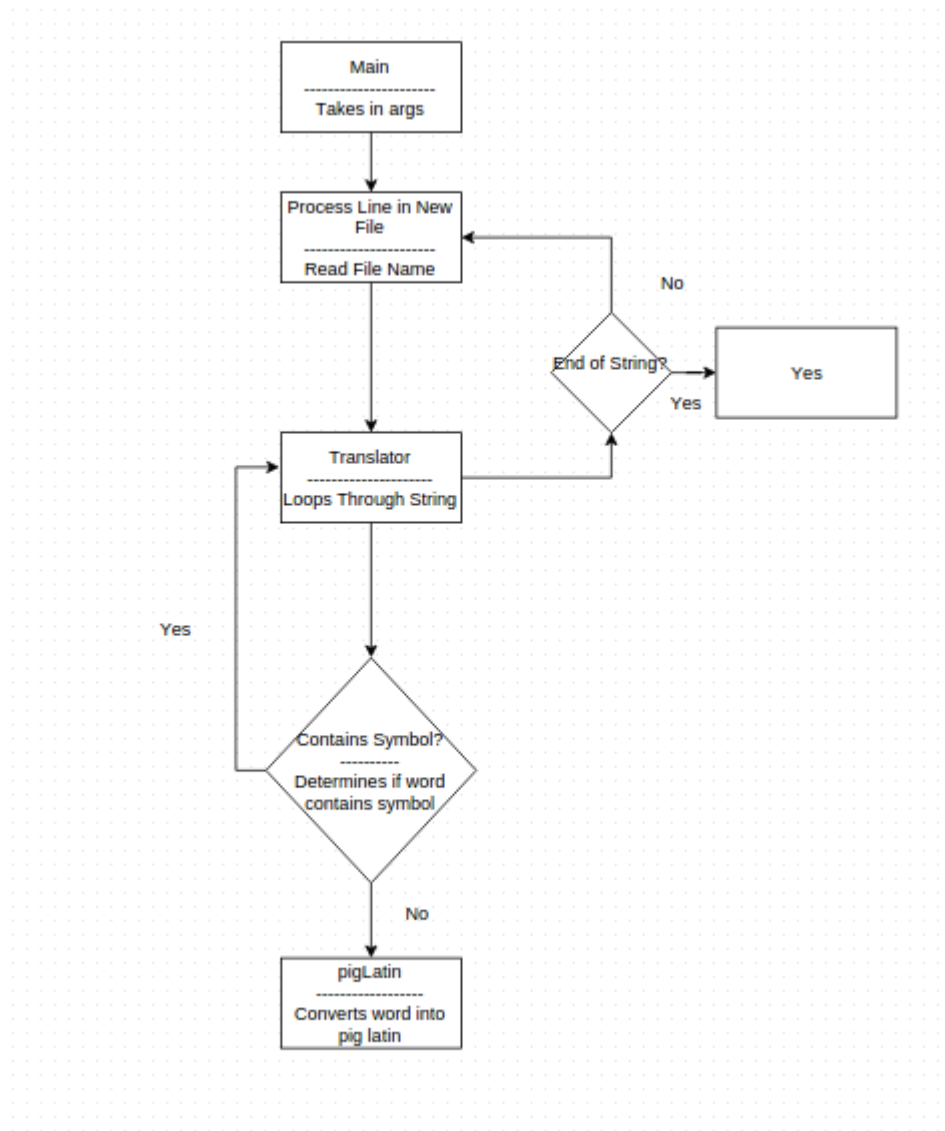 Main
----------------------
Takes in args
Process Line in New
File
----------------------
Read File Name
No
End of String?
Yes
Yes
Translator
---------------------
Loops Through String
Yes
Contains Symbol?
----------
Determines if word
contains symbol
No
pigLatin
------------------
Converts word into
pig latin